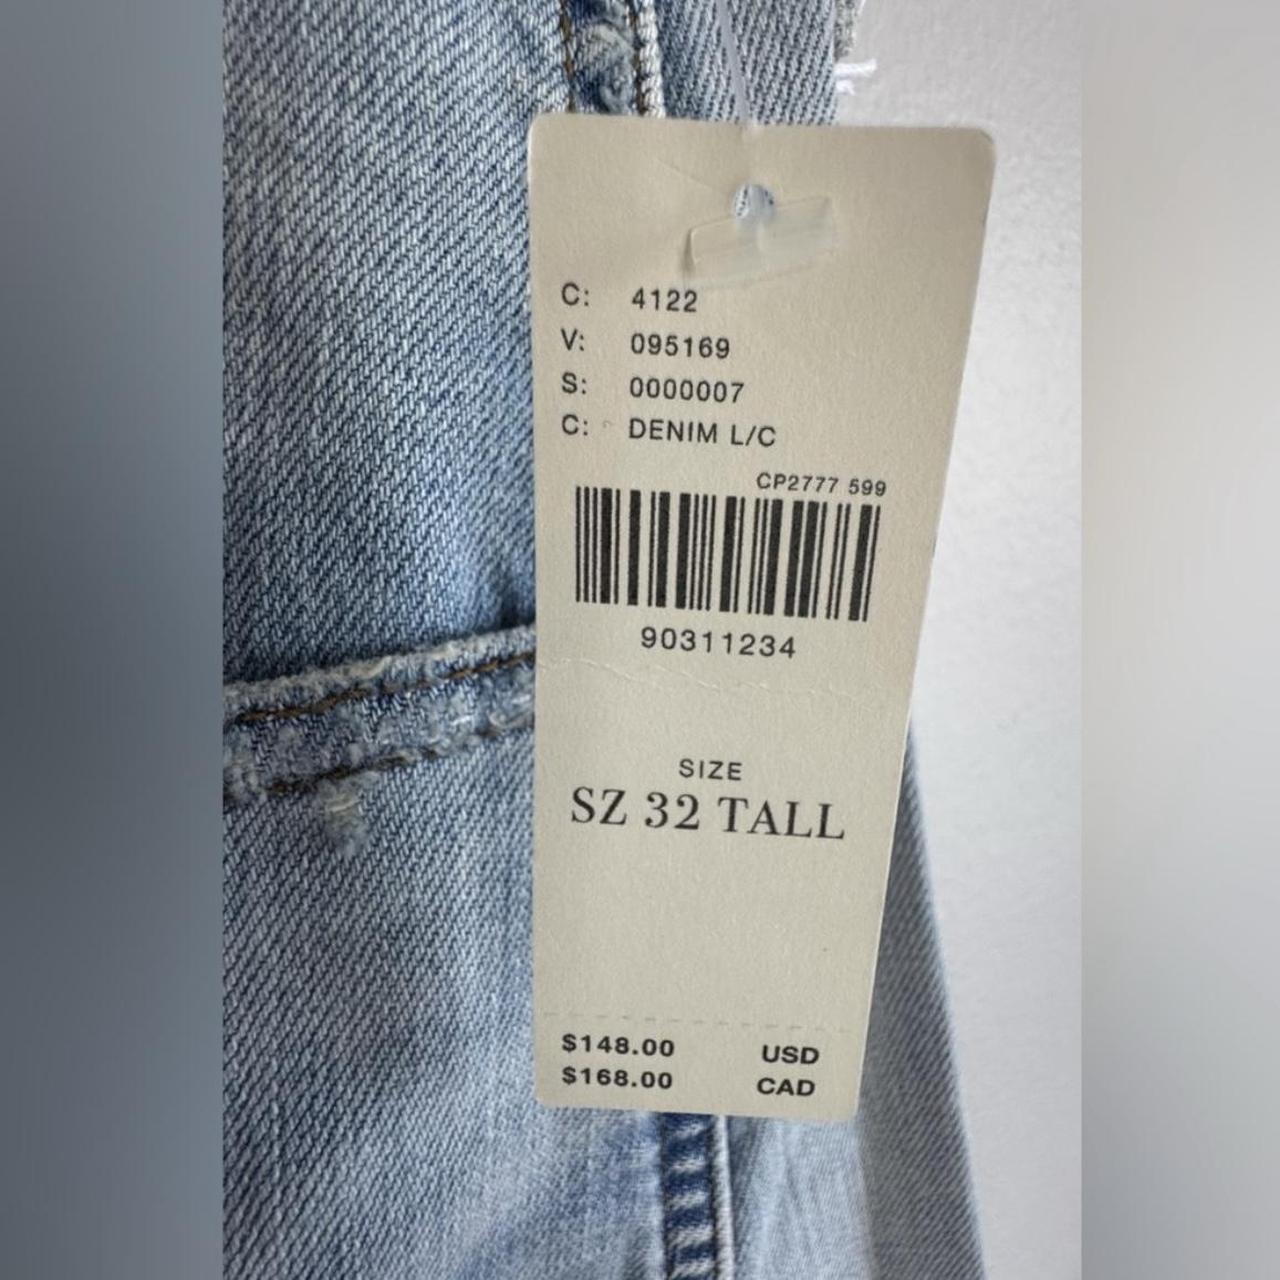 C: 4122
V: 095169
S: 0000007
C: DENIM L/C
CP2777 599
90311234
SIZE
SZ 32 TALL
$148.00 USD
$168.00 CAD